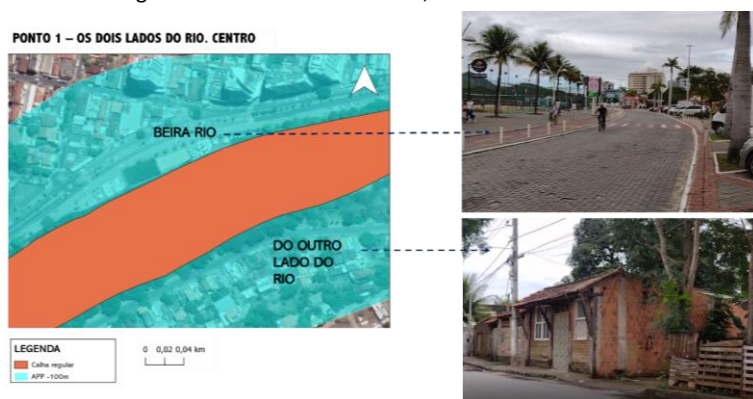 PONTO 1 – OS DOIS LADOS DO RIO. CENTRO
BEIRA RIO
DO OUTRO
LADO DO
RIO
LEGENDA
Calha regular
APP -100m
0 0,02 0,04 km